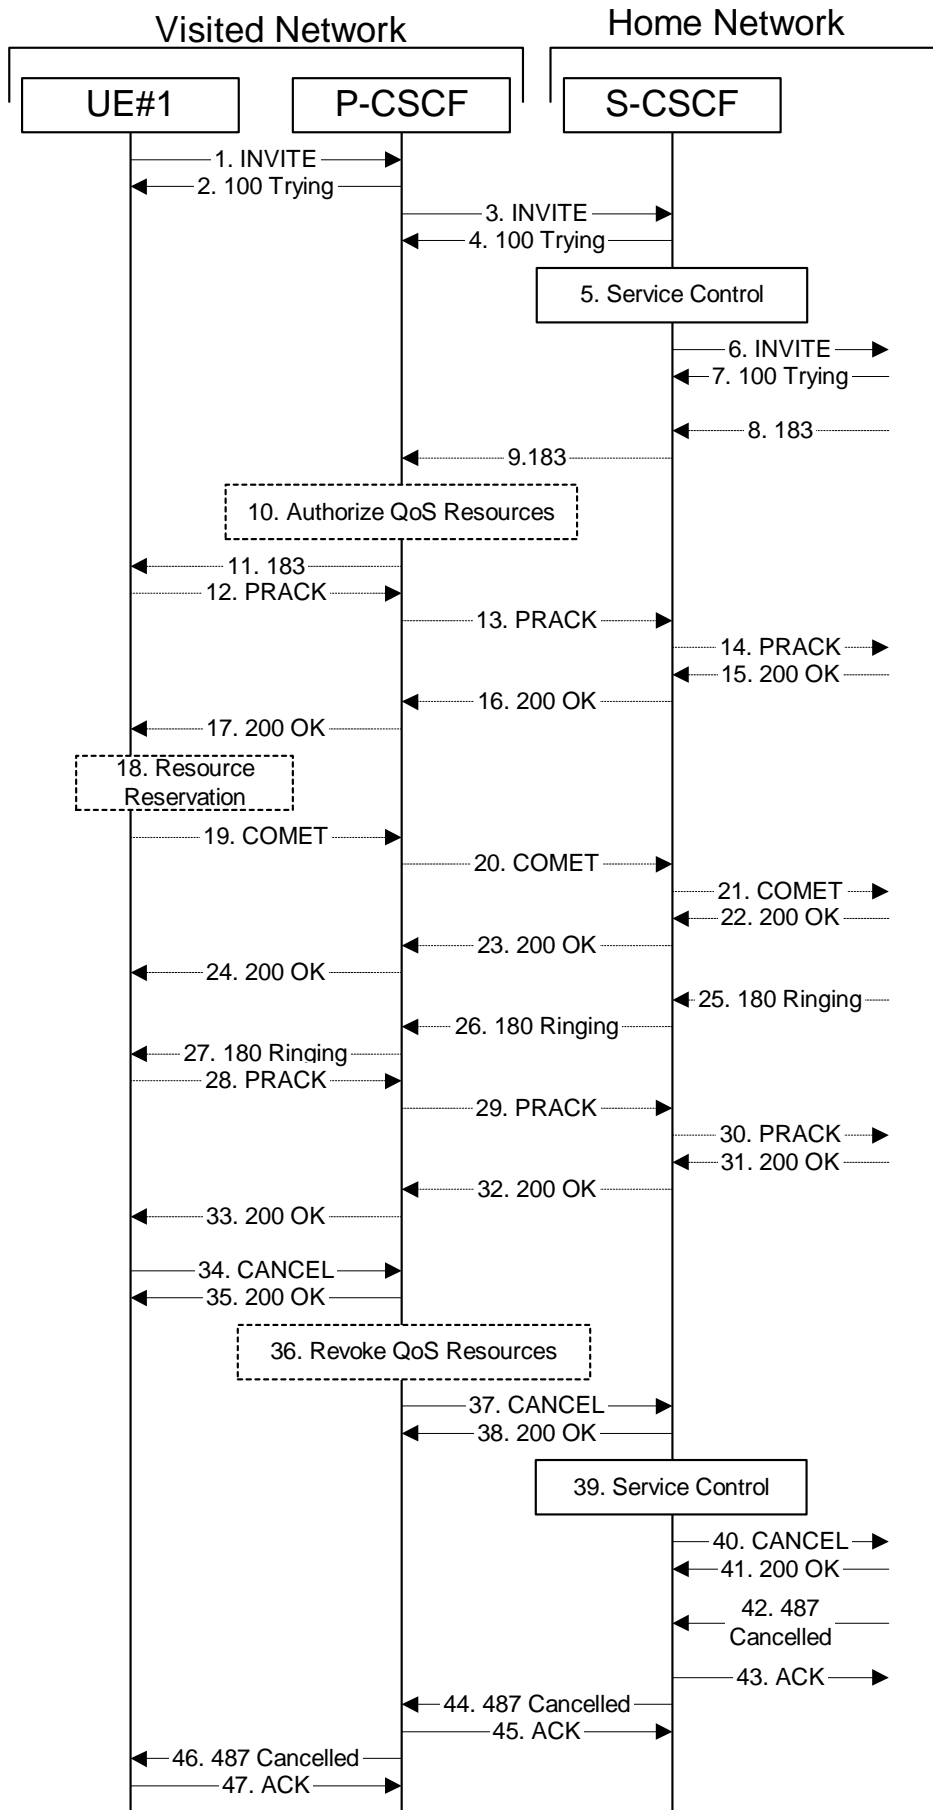 Visited Network
Home Network
UE#1
P-CSCF
S-CSCF
1. INVITE
2. 100 Trying
3. INVITE
4. 100 Trying
5. Service Control
6. INVITE
7. 100 Trying
8. 183
9.183
10. Authorize QoS Resources
11. 183
12. PRACK
13. PRACK
14. PRACK
15. 200 OK
16. 200 OK
17. 200 OK
18. Resource
Reservation
19. COMET
20. COMET
21. COMET
22. 200 OK
23. 200 OK
24. 200 OK
25. 180 Ringing
26. 180 Ringing
27. 180 Ringing
28. PRACK
29. PRACK
30. PRACK
31. 200 OK
32. 200 OK
33. 200 OK
34. CANCEL
35. 200 OK
36. Revoke QoS Resources
37. CANCEL
38. 200 OK
39. Service Control
40. CANCEL
41. 200 OK
42. 487
Cancelled
43. ACK
44. 487 Cancelled
45. ACK
46. 487 Cancelled
47. ACK